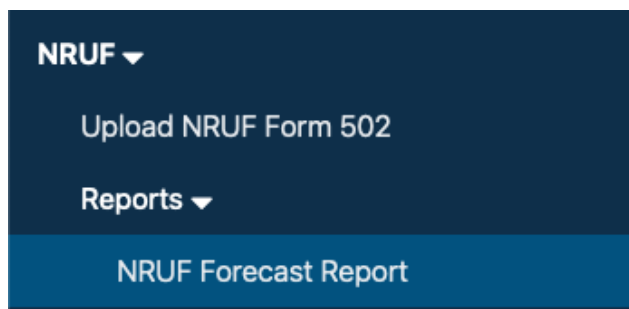 NRUF
Upload NRUF Form 502
Reports
NRUF Forecast Report